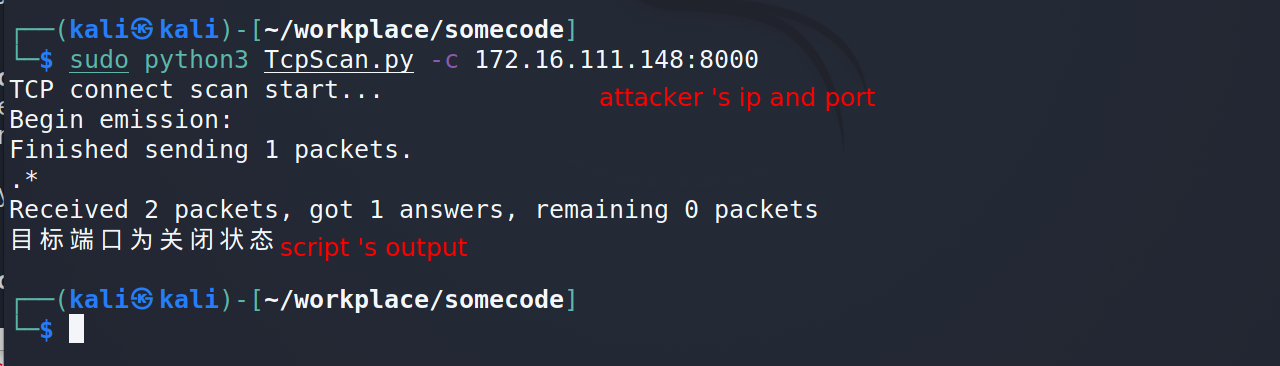 ┌──(kali㉿kali)-[~/workplace/somecode]
└─$ sudo python3 TcpScan.py -c 172.16.111.148:8000
TCP connect scan start...
attacker 's ip and port
Begin emission:
Finished sending 1 packets.
.*
Received 2 packets, got 1 answers, remaining 0 packets
目标端口为关闭状态
script 's output
┌──(kali㉿kali)-[~/workplace/somecode]
└─$